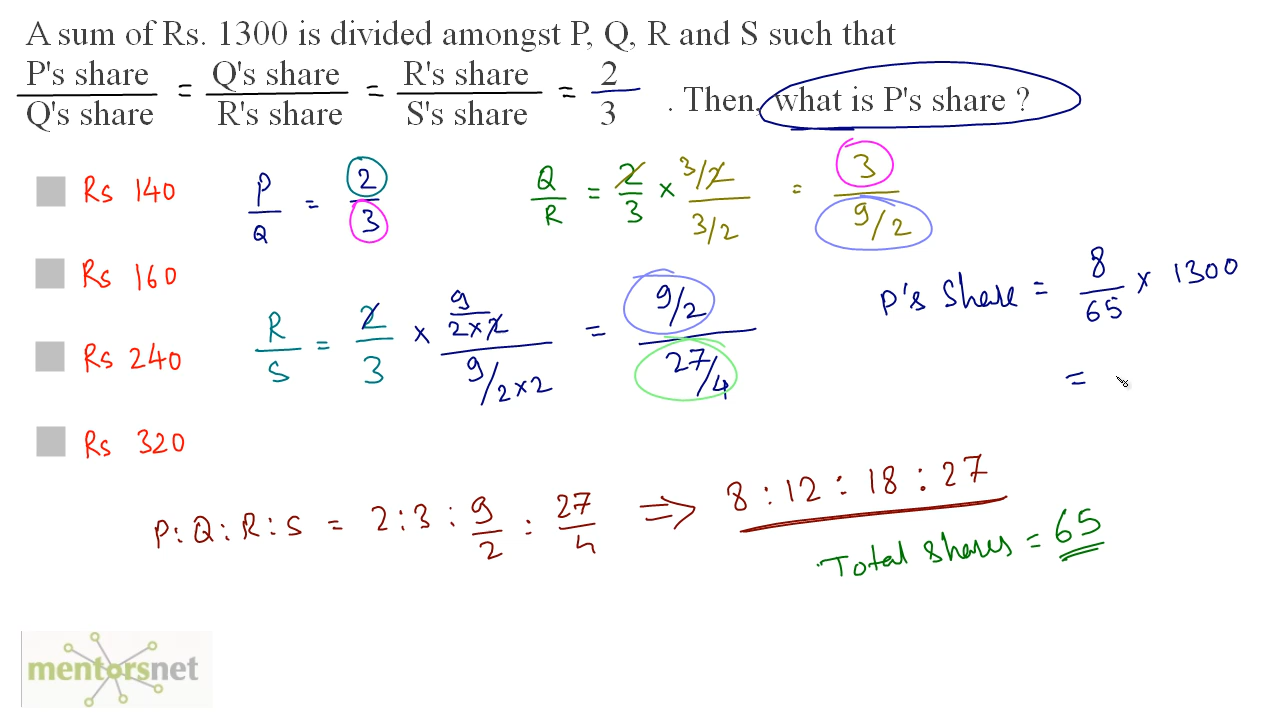 A sum of Rs. 1300 is divided amongst P, Q, R and S such that
P's share / Q's share = Q's share / R's share = R's share / S's share = 2 / 3 . Then, what is P's share ?
Rs 140
P/Q = 2/3
Q/R = 2/3 × 3/2 / 3/2 = 3 / 9/2
Rs 160
P's Share = 8/65 × 1300
=
R/S = 2/3 × 9/2×2 / 9/2×2 = 9/2 / 27/4
Rs 240
Rs 320
P:Q:R:S = 2:3:9/2:27/4 ⇒ 8:12:18:27
Total shares = 65
mentorsnet